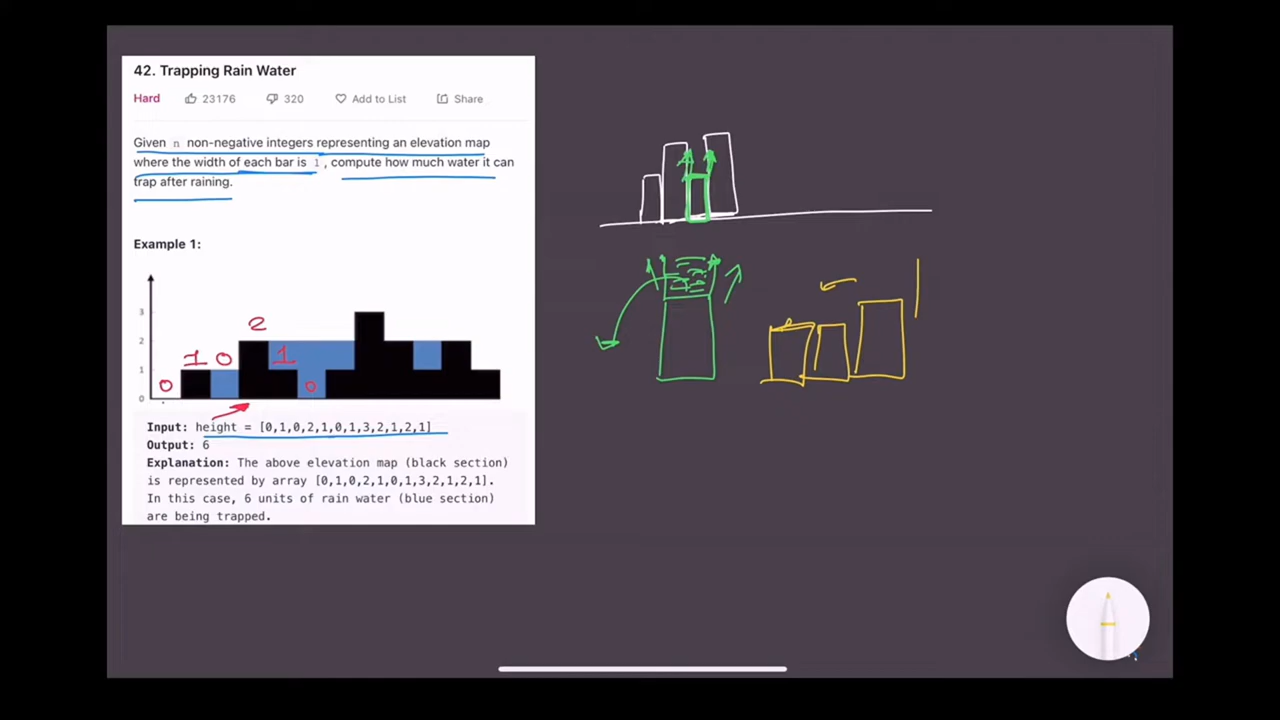 42. Trapping Rain Water
Hard 23176 320 Add to List Share
Given n non-negative integers representing an elevation map
where the width of each bar is 1 , compute how much water it can
trap after raining.
Example 1:
3
2
1
0
2
1 0 1
0 0
Input: height = [0,1,0,2,1,0,1,3,2,1,2,1]
Output: 6
Explanation: The above elevation map (black section)
is represented by array [0,1,0,2,1,0,1,3,2,1,2,1].
In this case, 6 units of rain water (blue section)
are being trapped.